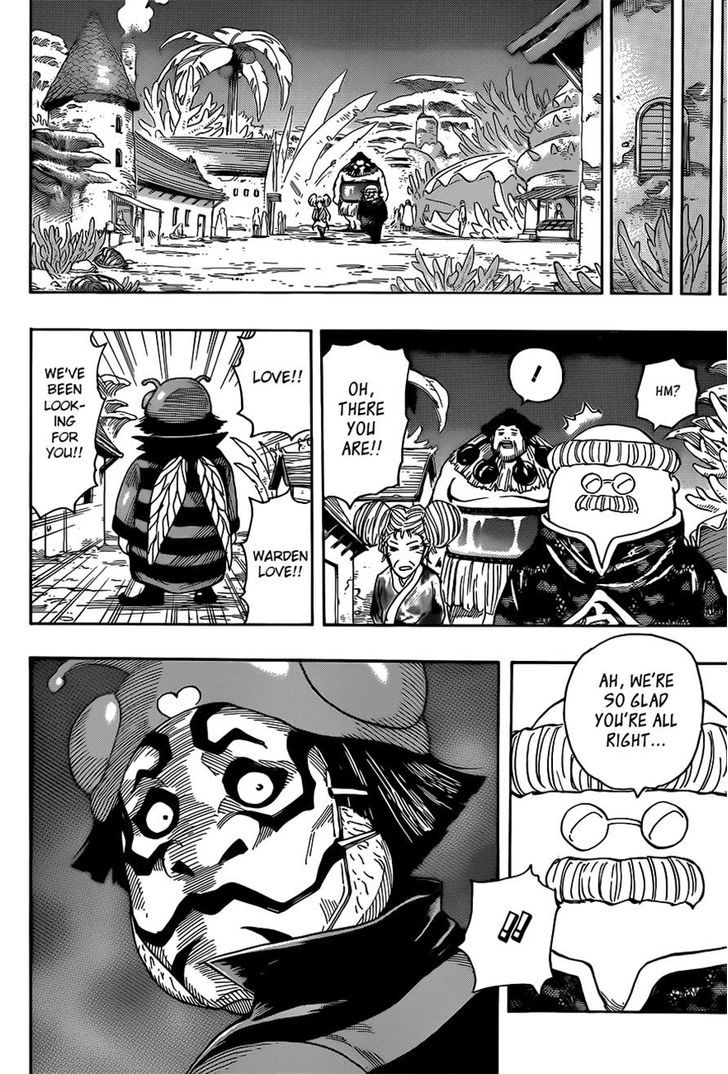 HM?
!
OH,
THERE
YOU
ARE!!
LOVE!!
WE'VE
BEEN
LOOK-
ING
FOR
YOU!!
WARDEN
LOVE!!
AH, WE'RE
SO GLAD
YOU'RE ALL
RIGHT...
!!